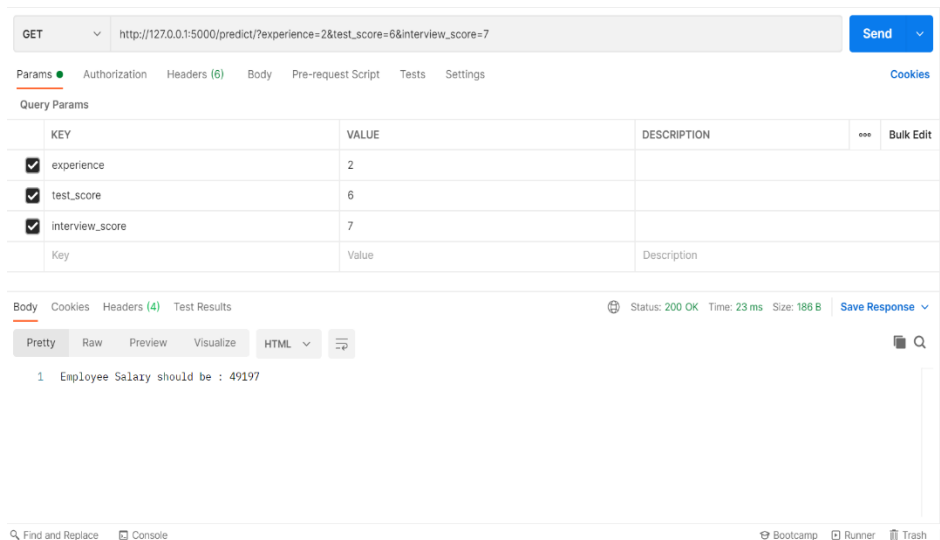 GET http://127.0.0.1:5000/predict/?experience=2&test_score=6&interview_score=7 Send
Params Authorization Headers (6) Body Pre-request Script Tests Settings Cookies
Query Params
KEY VALUE DESCRIPTION ooo Bulk Edit
experience 2
test_score 6
interview_score 7
Key Value Description
Body Cookies Headers (4) Test Results Status: 200 OK Time: 23 ms Size: 186 B Save Response
Pretty Raw Preview Visualize HTML
1 Employee Salary should be : 49197
Find and Replace Console Bootcamp Runner Trash